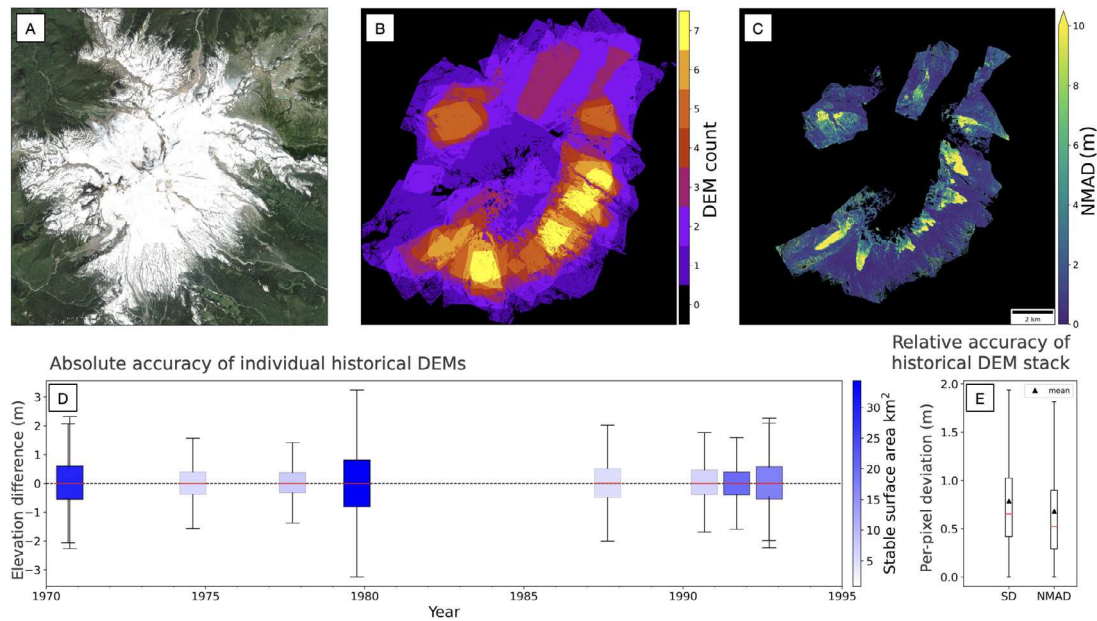 A
B
C
7
6
5
4
3
2
1
0
DEM count
10
8
6
4
2
0
NMAD (m)
2 km
Absolute accuracy of individual historical DEMs
Relative accuracy of
historical DEM stack
D
3
2
1
0
−1
−2
−3
Elevation difference (m)
1970
1975
1980
1985
1990
1995
Year
30
25
20
15
10
5
Stable surface area km²
E
mean
2.0
1.5
1.0
0.5
0.0
Per-pixel deviation (m)
SD
NMAD